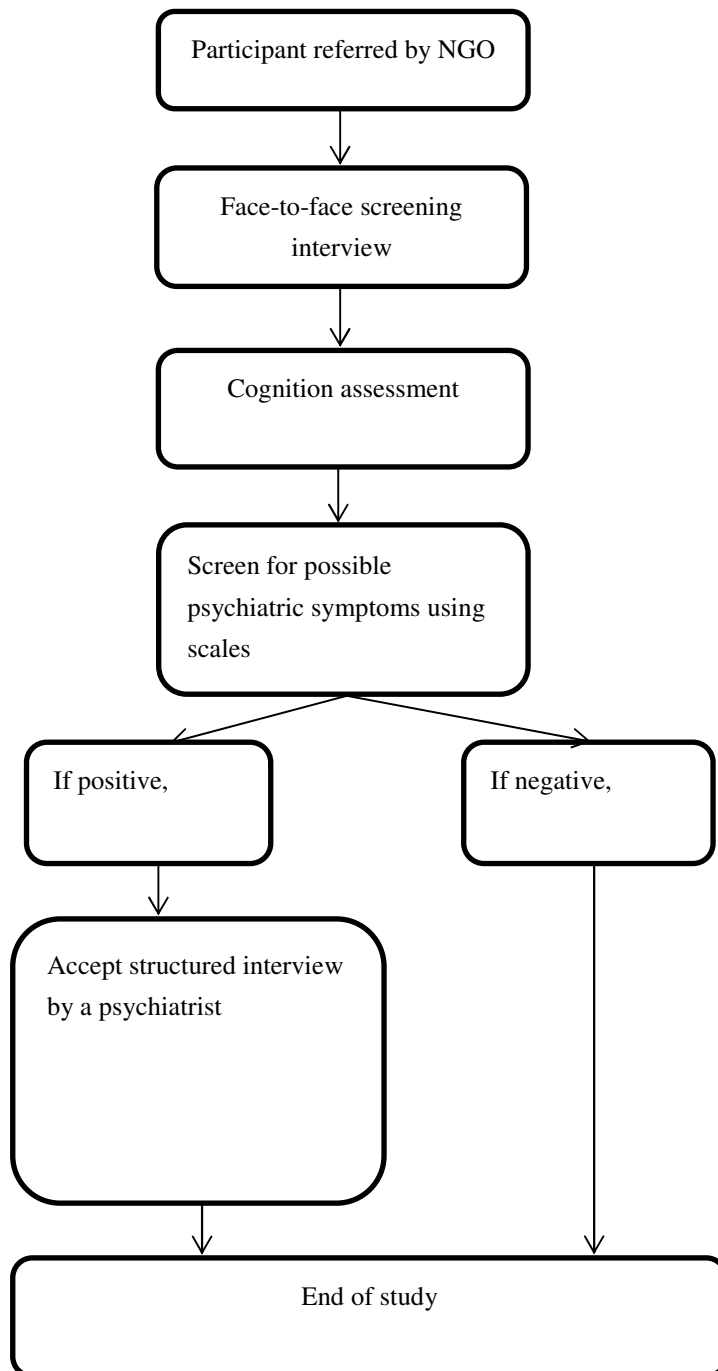 Participant referred by NGO
Face-to-face screening
interview
Cognition assessment
Screen for possible
psychiatric symptoms using
scales
If positive,
If negative,
Accept structured interview
by a psychiatrist
End of study